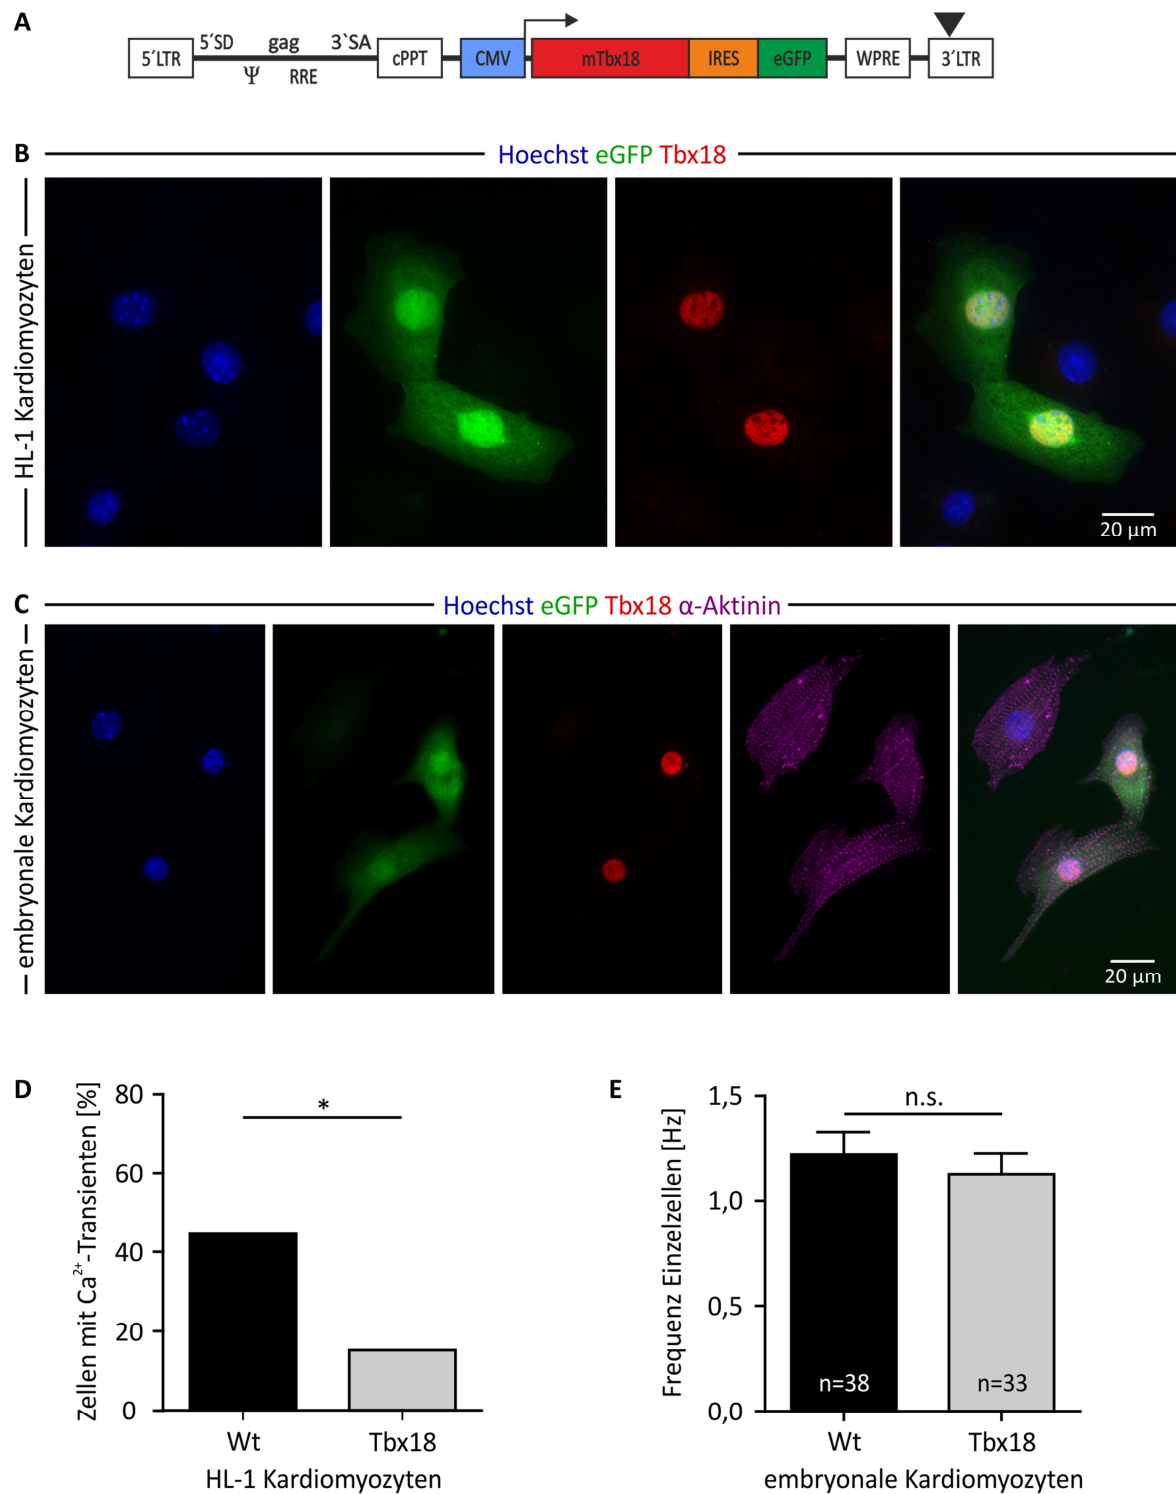 A
5´LTR
5´SD
gag
3`SA
Ψ
RRE
cPPT
CMV
mTbx18
IRES
eGFP
WPRE
3´LTR
B
Hoechst eGFP Tbx18
HL-1 Kardiomyozyten
20 µm
C
Hoechst eGFP Tbx18 α-Aktinin
embryonale Kardiomyozyten
20 µm
D
Zellen mit Ca²⁺-Transienten [%]
80
60
40
20
0
*
Wt
Tbx18
HL-1 Kardiomyozyten
E
Frequenz Einzelzellen [Hz]
1,5
1,0
0,5
0,0
n.s.
n=38
n=33
Wt
Tbx18
embryonale Kardiomyozyten